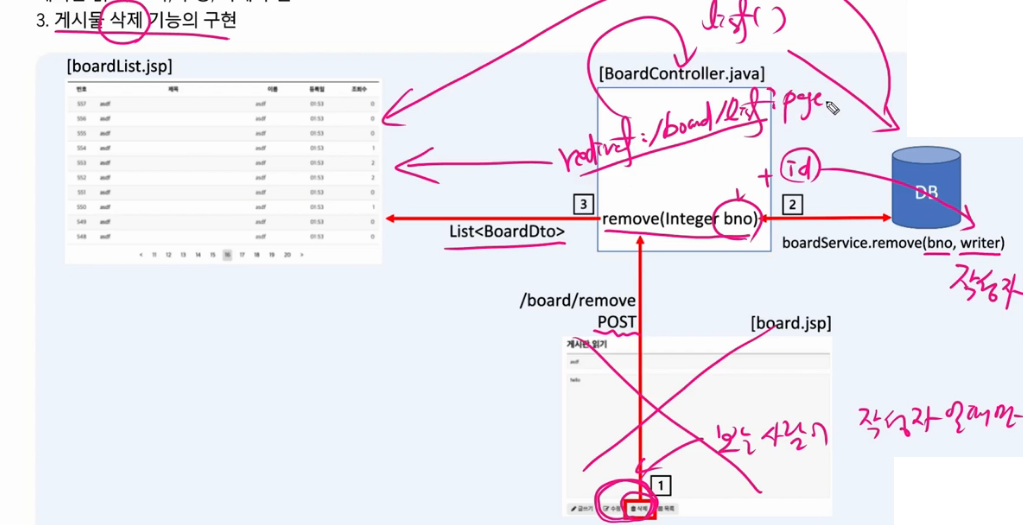 3. 게시물 삭제 기능의 구현
list( )
[boardList.jsp]
[BoardController.java]
번호 제목 이름 등록일 조회수
557 asdf asdf 01:53 0
556 asdf asdf 01:53 0
555 asdf asdf 01:53 0
554 asdf asdf 01:53 1
553 asdf asdf 01:53 2
552 asdf asdf 01:53 2
551 asdf asdf 01:53 0
550 asdf asdf 01:53 1
549 asdf asdf 01:53 0
548 asdf asdf 01:53 0
< 11 12 13 14 15 16 17 18 19 20 >
redirect:/board/list?page
+ id
DB
3
2
remove(Integer bno)
List<BoardDto>
boardService.remove(bno, writer)
작성자
/board/remove
POST
[board.jsp]
게시판 읽기
asdf
hello
보는 사람이
작성자일때만
1
글쓰기 수정 삭제 목록